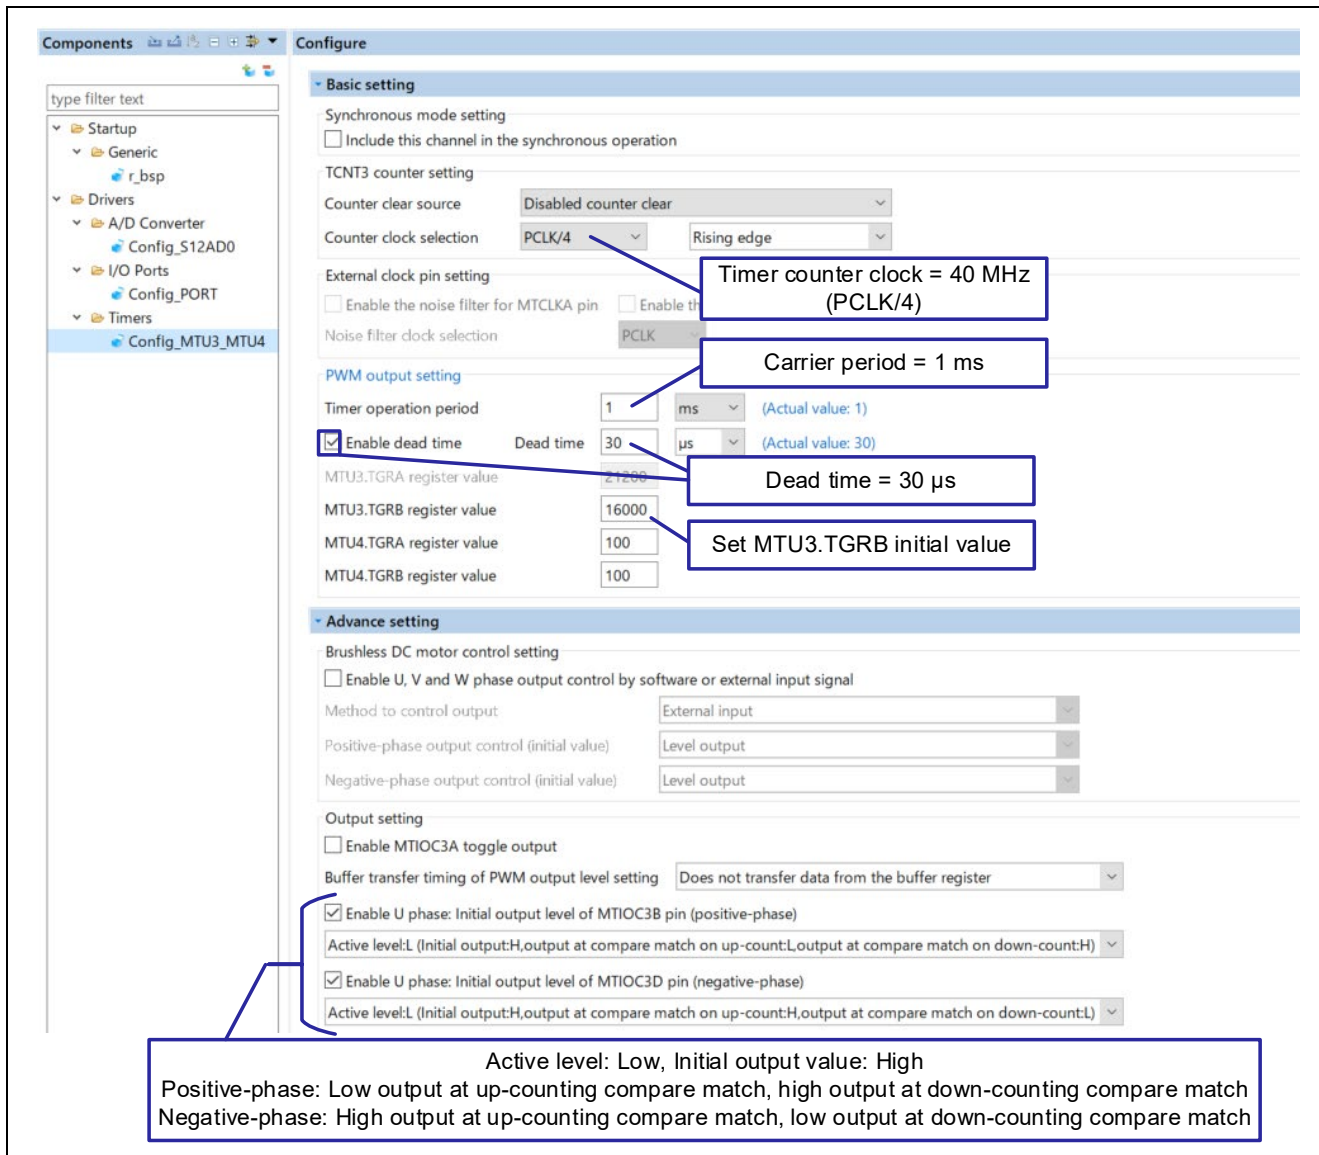 Components
Configure
type filter text
Startup
Generic
r_bsp
Drivers
A/D Converter
Config_S12AD0
I/O Ports
Config_PORT
Timers
Config_MTU3_MTU4
Basic setting
Synchronous mode setting
Include this channel in the synchronous operation
TCNT3 counter setting
Counter clear source Disabled counter clear
Counter clock selection PCLK/4 Rising edge
Timer counter clock = 40 MHz
(PCLK/4)
External clock pin setting
Enable the noise filter for MTCLKA pin Enable th
Noise filter clock selection PCLK
Carrier period = 1 ms
PWM output setting
Timer operation period 1 ms (Actual value: 1)
Enable dead time Dead time 30 µs (Actual value: 30)
Dead time = 30 µs
MTU3.TGRA register value 21200
MTU3.TGRB register value 16000
Set MTU3.TGRB initial value
MTU4.TGRA register value 100
MTU4.TGRB register value 100
Advance setting
Brushless DC motor control setting
Enable U, V and W phase output control by software or external input signal
Method to control output External input
Positive-phase output control (initial value) Level output
Negative-phase output control (initial value) Level output
Output setting
Enable MTIOC3A toggle output
Buffer transfer timing of PWM output level setting Does not transfer data from the buffer register
Enable U phase: Initial output level of MTIOC3B pin (positive-phase)
Active level:L (Initial output:H,output at compare match on up-count:L,output at compare match on down-count:H)
Enable U phase: Initial output level of MTIOC3D pin (negative-phase)
Active level:L (Initial output:H,output at compare match on up-count:H,output at compare match on down-count:L)
Active level: Low, Initial output value: High
Positive-phase: Low output at up-counting compare match, high output at down-counting compare match
Negative-phase: High output at up-counting compare match, low output at down-counting compare match